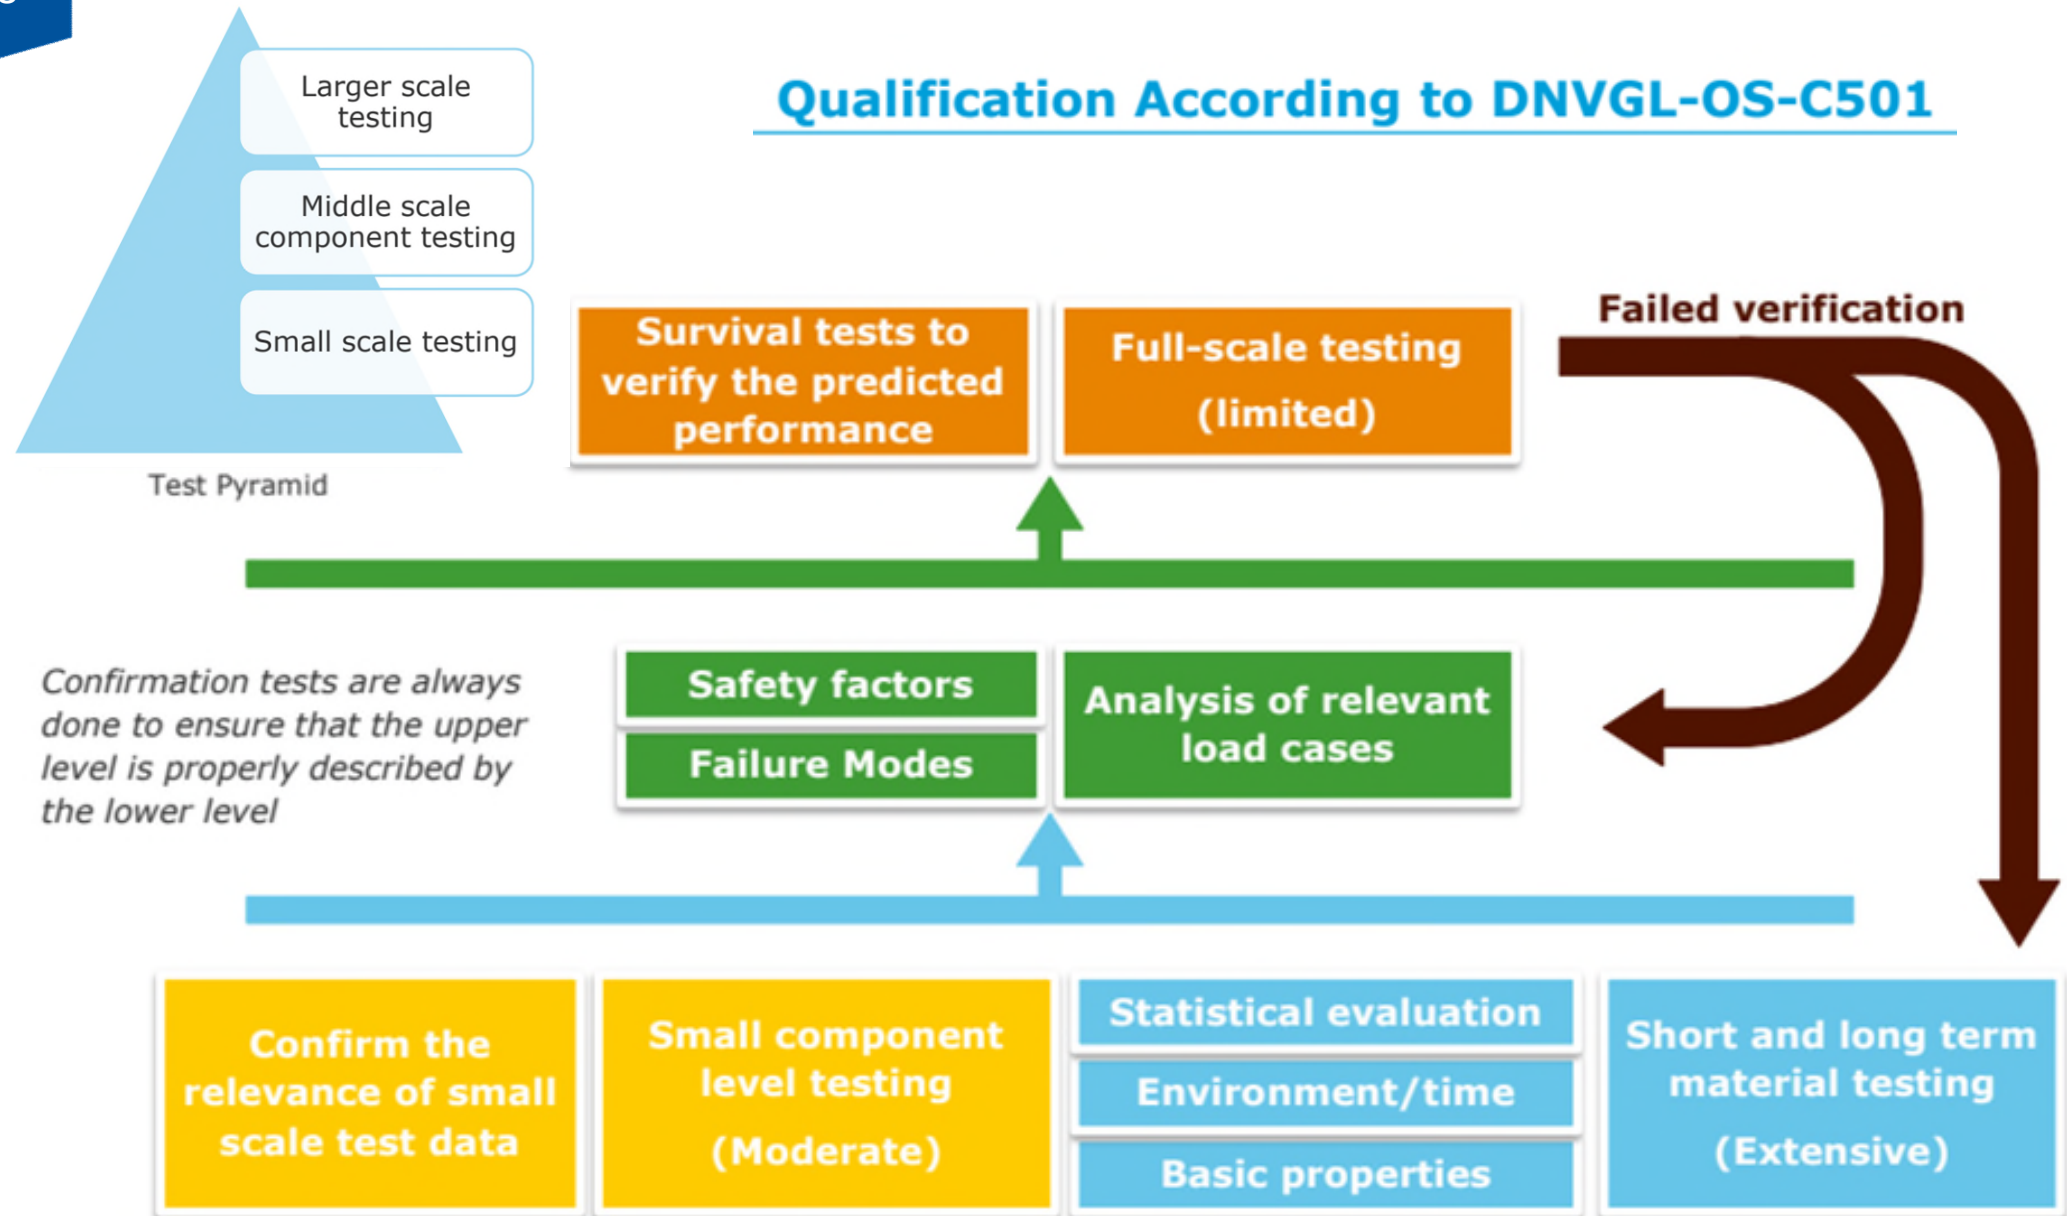 Larger scale
testing
Middle scale
component testing
Small scale testing
Test Pyramid
Qualification According to DNVGL-OS-C501
Survival tests to
verify the predicted
performance
Full-scale testing
(limited)
Failed verification
Confirmation tests are always
done to ensure that the upper
level is properly described by
the lower level
Safety factors
Failure Modes
Analysis of relevant
load cases
Confirm the
relevance of small
scale test data
Small component
level testing
(Moderate)
Statistical evaluation
Environment/time
Basic properties
Short and long term
material testing
(Extensive)